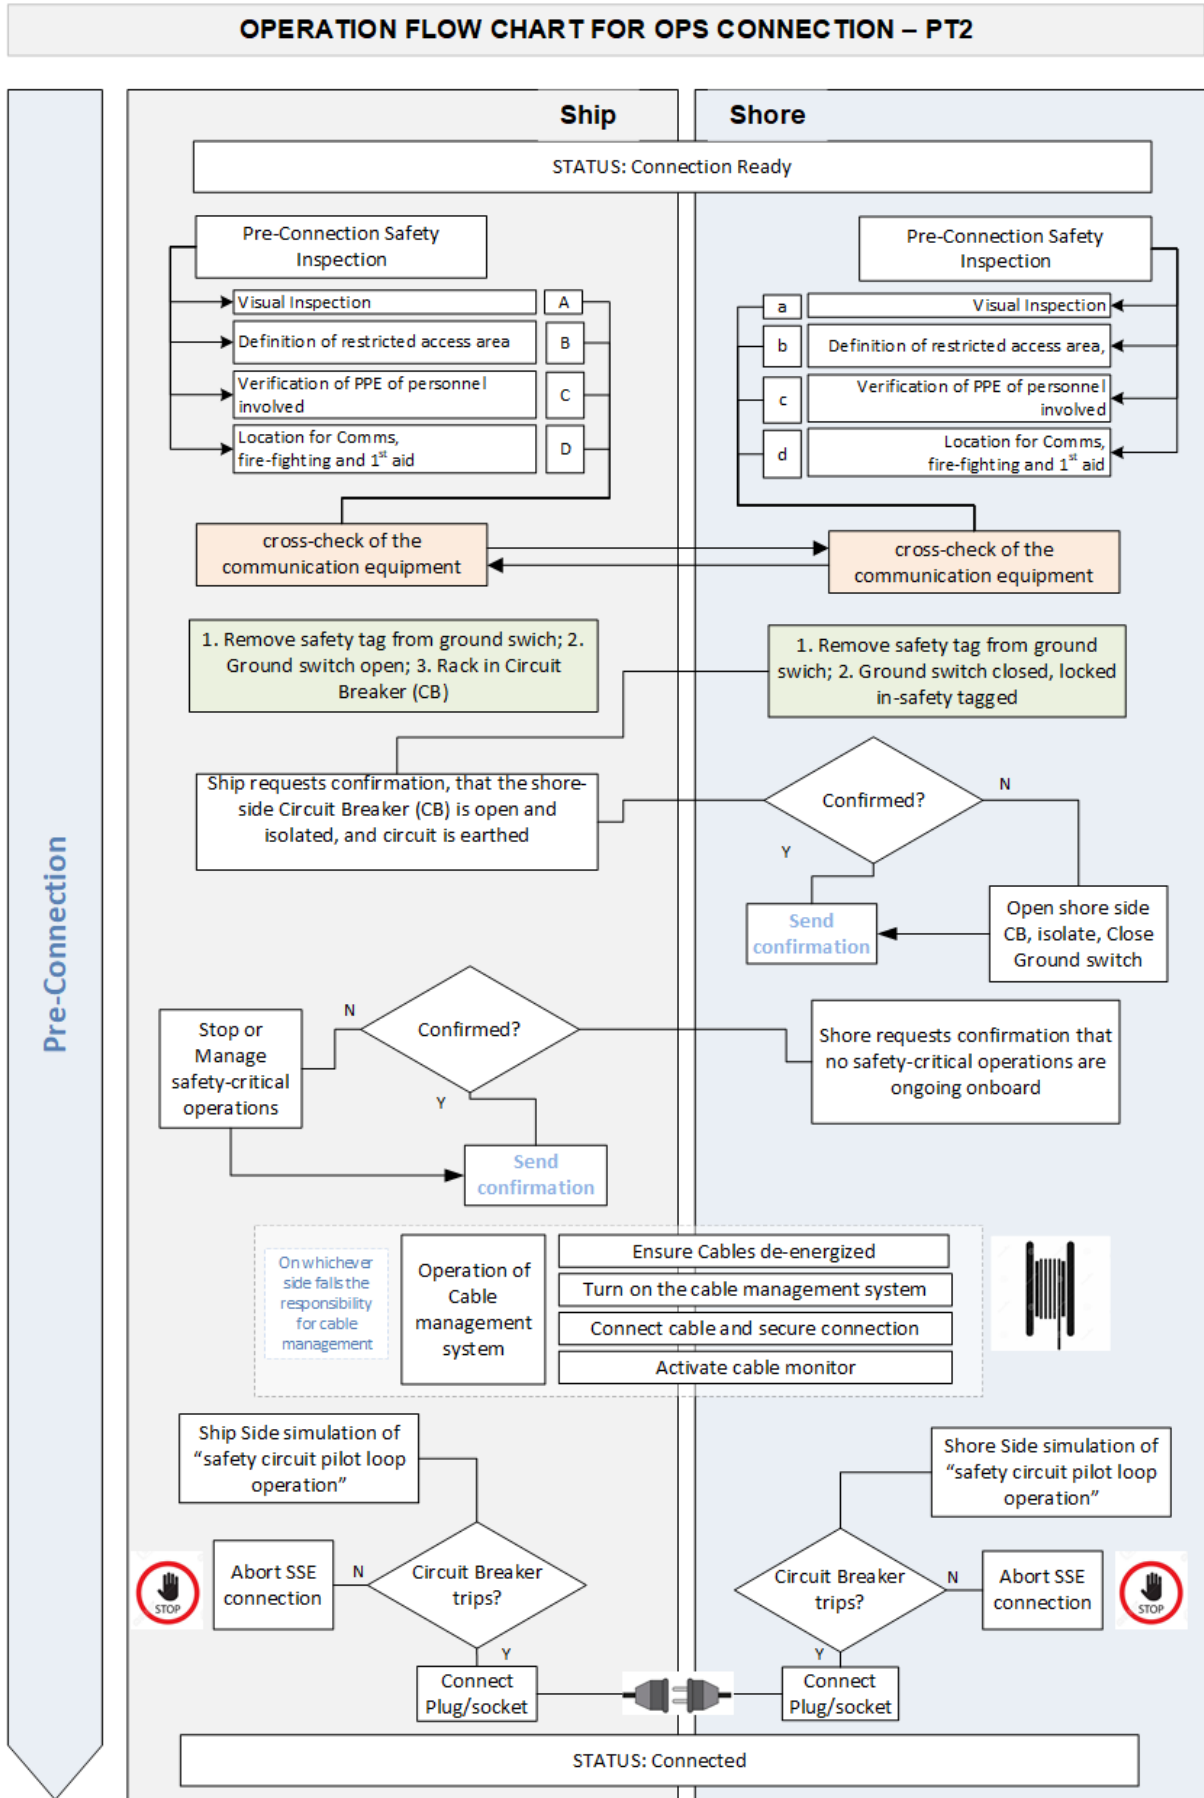 OPERATION FLOW CHART FOR OPS CONNECTION – PT2
Pre-Connection
Ship
Shore
STATUS: Connection Ready
Pre-Connection Safety
Inspection
Visual Inspection
A
Definition of restricted access area
B
Verification of PPE of personnel
involved
C
Location for Comms,
fire-fighting and 1st aid
D
Pre-Connection Safety
Inspection
a
Visual Inspection
b
Definition of restricted access area,
c
Verification of PPE of personnel
involved
d
Location for Comms,
fire-fighting and 1st aid
cross-check of the
communication equipment
cross-check of the
communication equipment
1. Remove safety tag from ground swich; 2.
Ground switch open; 3. Rack in Circuit
Breaker (CB)
1. Remove safety tag from ground
swich; 2. Ground switch closed, locked
in-safety tagged
Ship requests confirmation, that the shore-
side Circuit Breaker (CB) is open and
isolated, and circuit is earthed
Confirmed?
N
Y
Send
confirmation
Open shore side
CB, isolate, Close
Ground switch
Stop or
Manage
safety-critical
operations
N
Confirmed?
Y
Send
confirmation
Shore requests confirmation that
no safety-critical operations are
ongoing onboard
On whichever
side falls the
responsibility
for cable
management
Operation of
Cable
management
system
Ensure Cables de-energized
Turn on the cable management system
Connect cable and secure connection
Activate cable monitor
Ship Side simulation of
“safety circuit pilot loop
operation”
Shore Side simulation of
“safety circuit pilot loop
operation”
STOP
Abort SSE
connection
N
Circuit Breaker
trips?
Y
Connect
Plug/socket
Circuit Breaker
trips?
N
Abort SSE
connection
STOP
Y
Connect
Plug/socket
STATUS: Connected